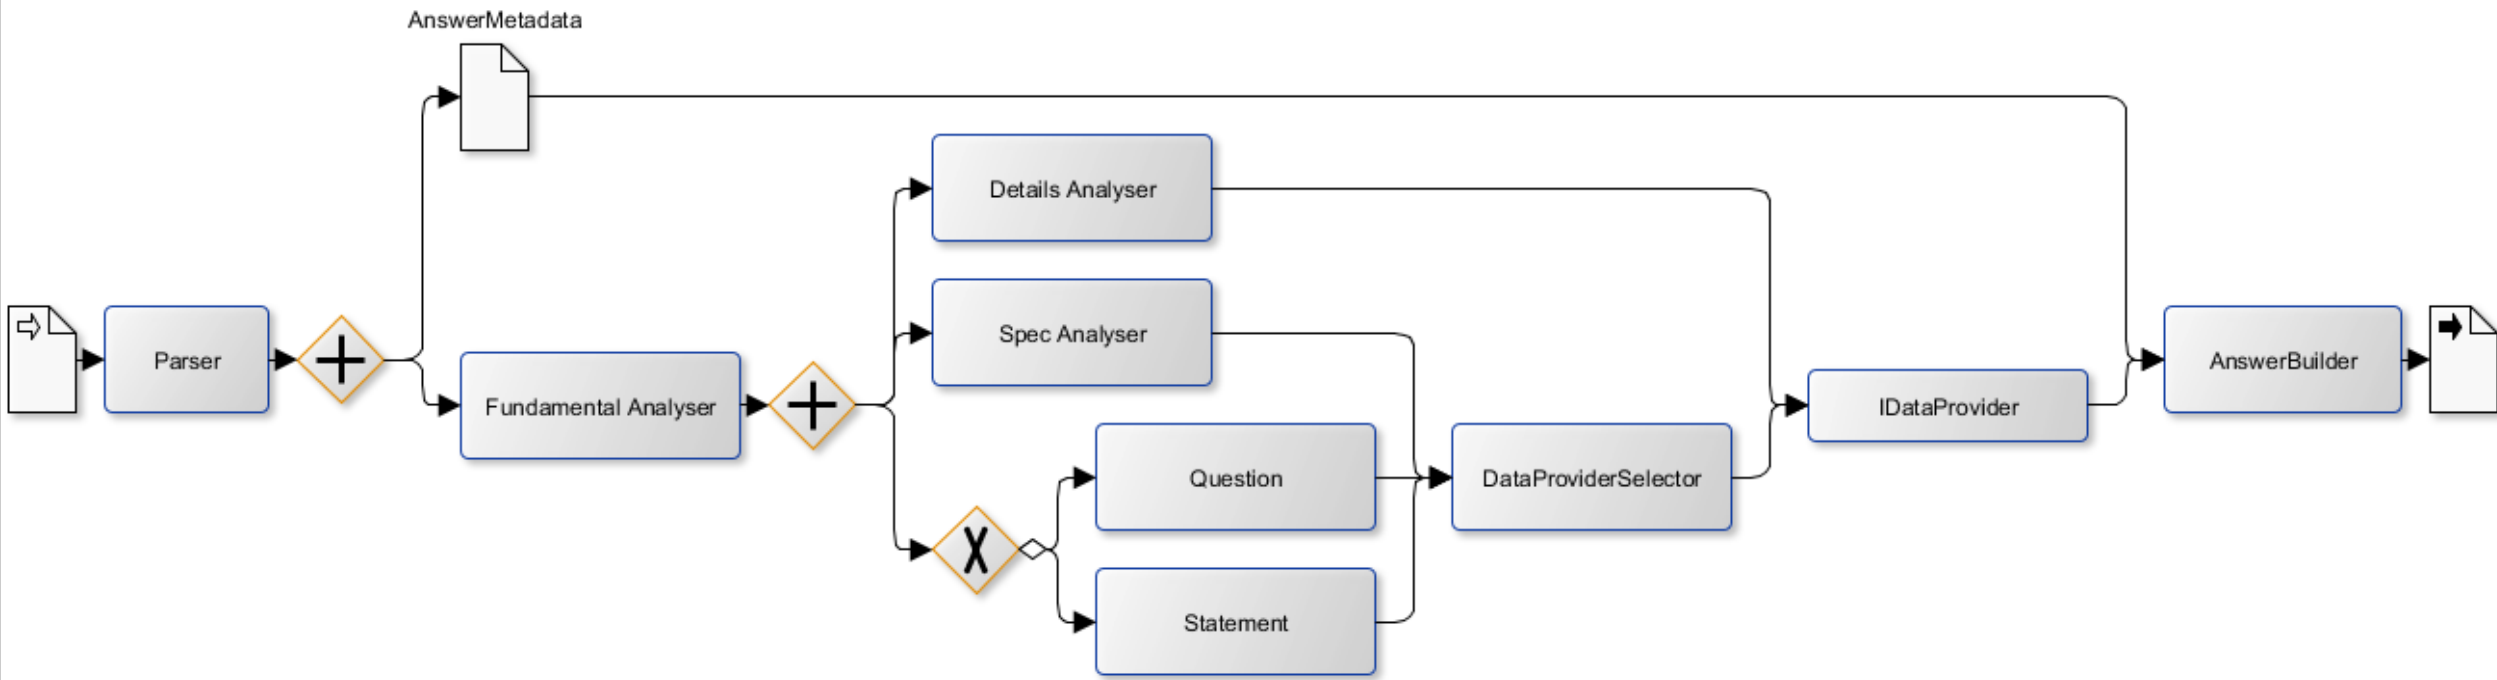 AnswerMetadata
Details Analyser
Spec Analyser
Parser
Fundamental Analyser
AnswerBuilder
IDataProvider
Question
DataProviderSelector
Statement